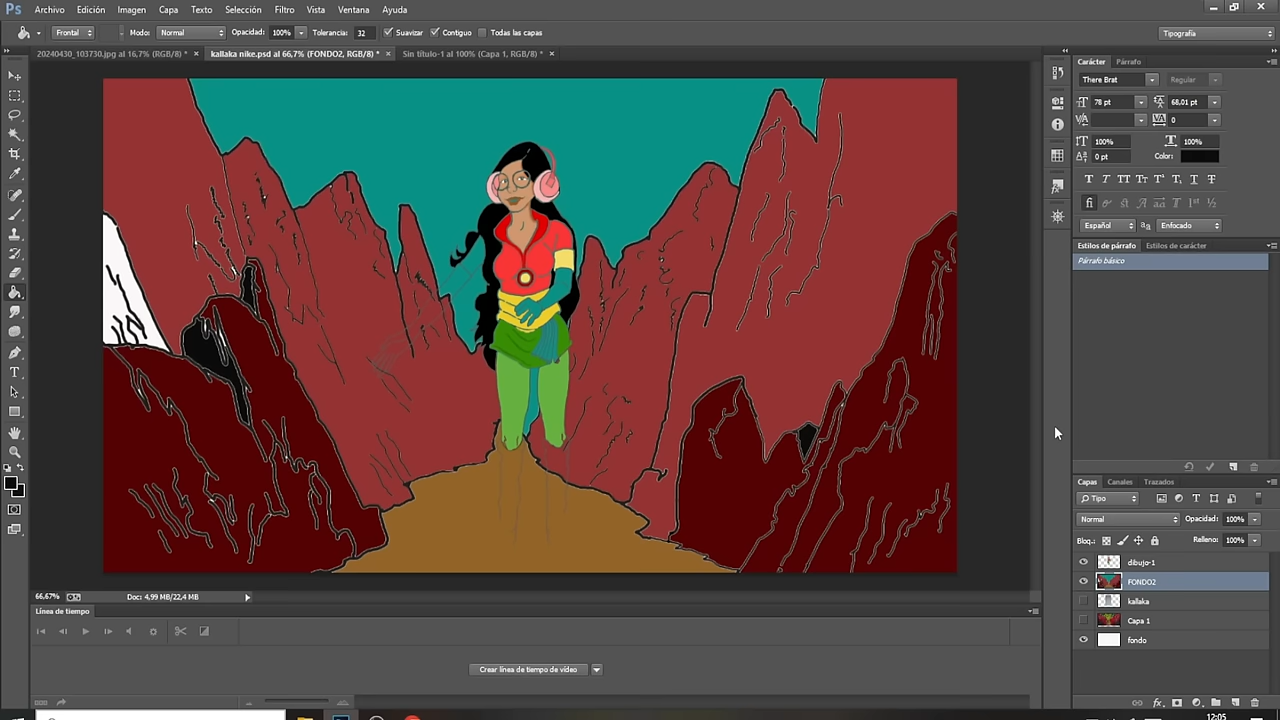 Ps Archivo Edición Imagen Capa Texto Selección Filtro Vista Ventana Ayuda
Frontal Modo: Normal Opacidad: 100% Tolerancia: 32 Suavizar Contiguo Todas las capas Tipografía
20240430_103730.jpg al 16,7% (RGB/8) * × kallaka nike.psd al 66,7% (FONDO2, RGB/8) * × Sin título-1 al 100% (Capa 1, RGB/8) * ×
Carácter Párrafo
There Brat Regular
78 pt 68,01 pt
0
100% 100%
0 pt Color:
Español Enfocado
Estilos de párrafo Estilos de carácter
Párrafo básico
Capas Canales Trazados
Tipo
Normal Opacidad: 100%
Bloq.: Relleno: 100%
dibujo-1
FONDO2
kallaka
Capa 1
fondo
66,67% Doc: 4,99 MB/22,4 MB
Línea de tiempo
Crear línea de tiempo de vídeo
12:05